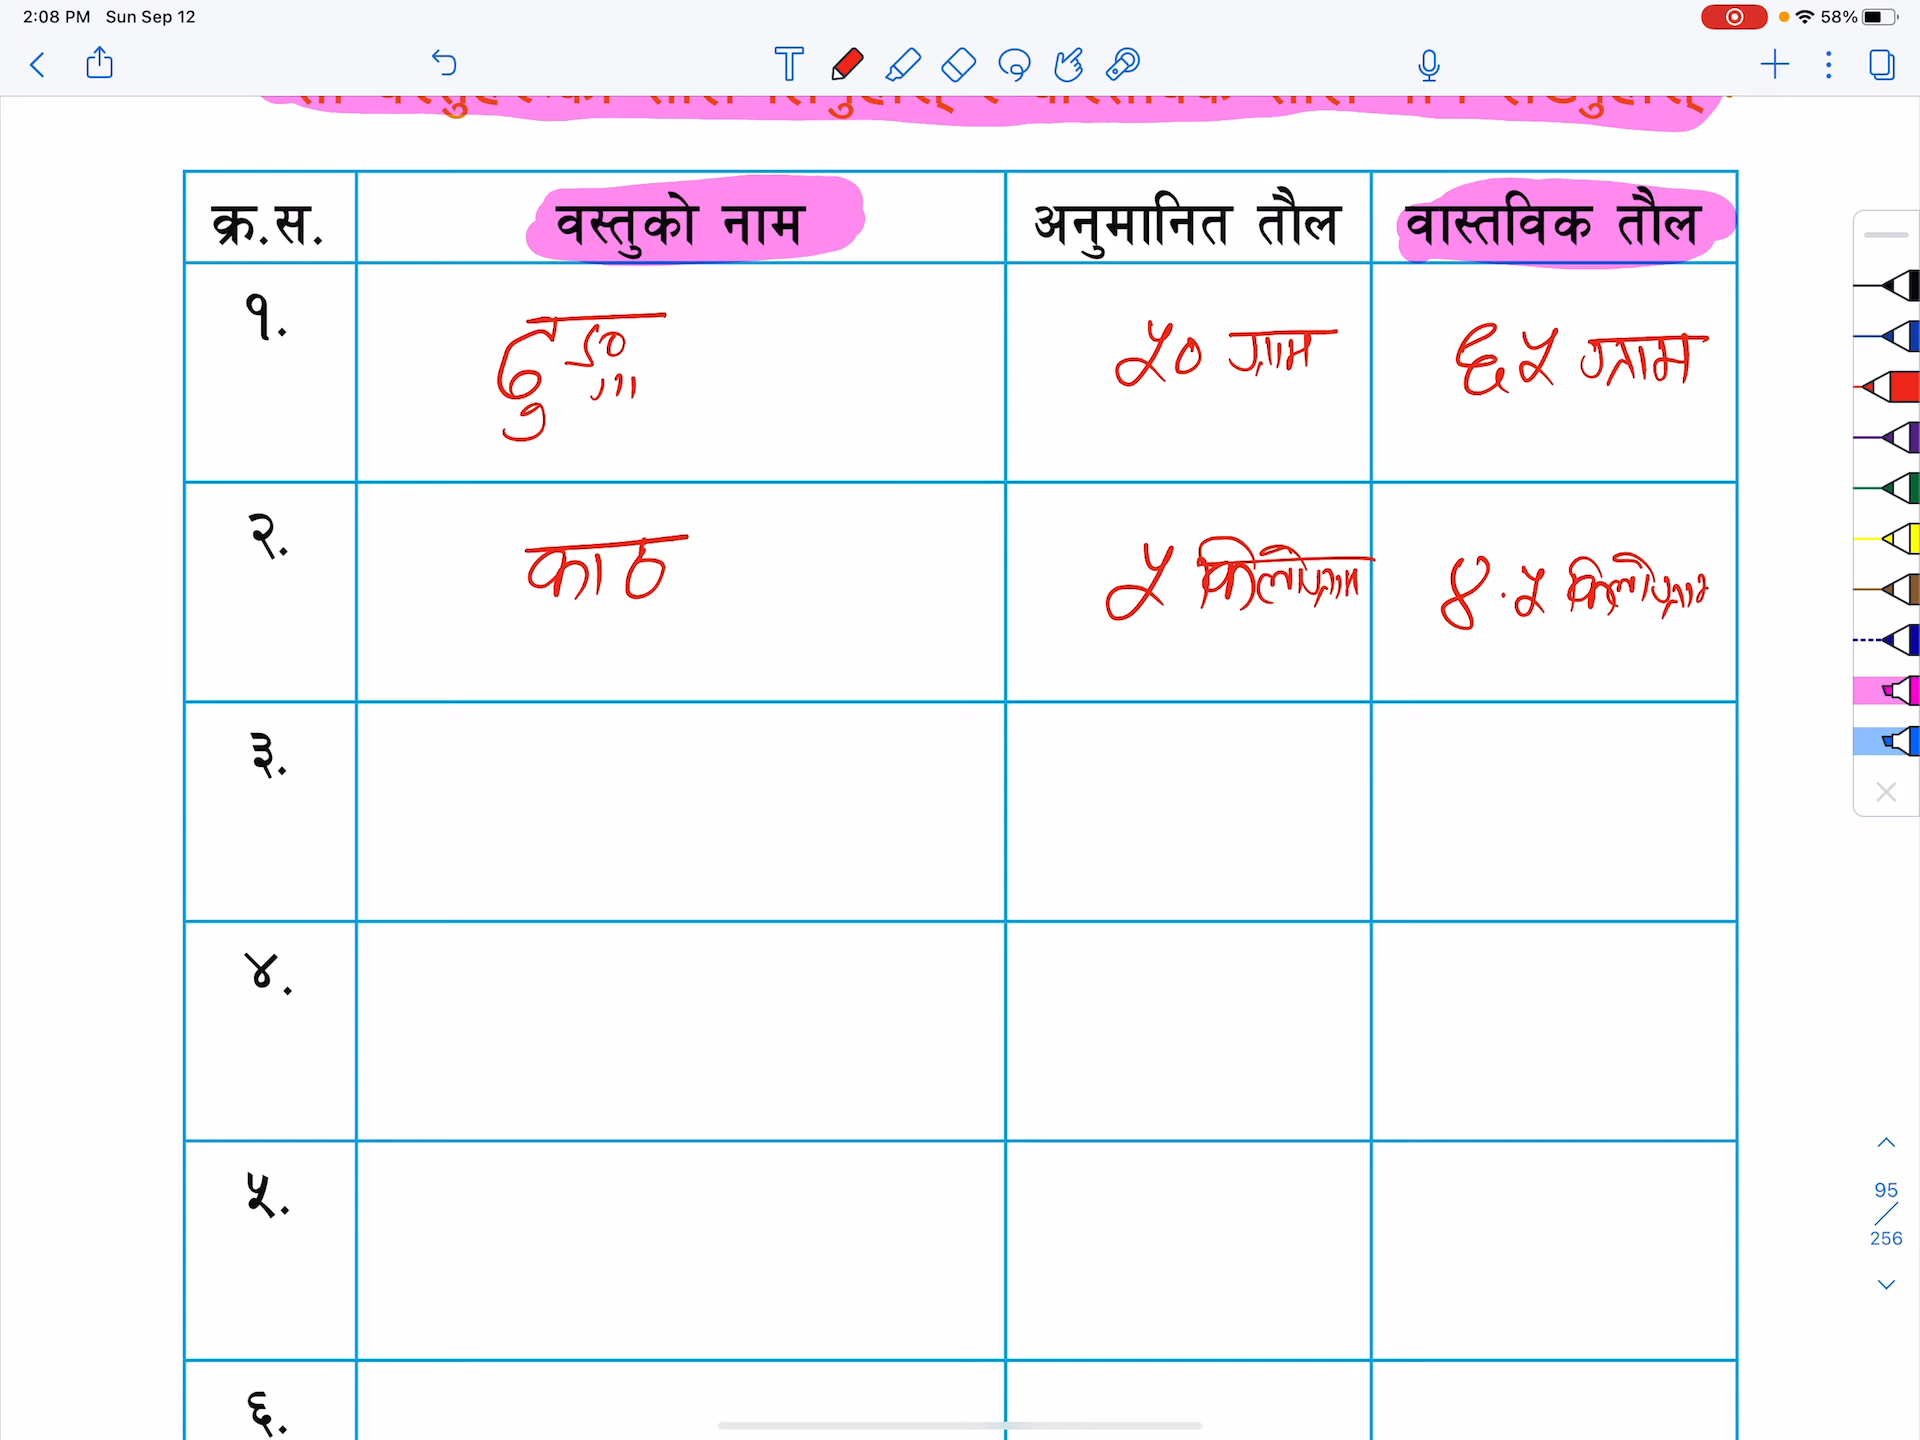 2:08 PM Sun Sep 12
58%
क्र.स. वस्तुको नाम अनुमानित तौल वास्तविक तौल
१. ५० ग्राम ६५ ग्राम
२. काठ ५ किलोग्राम ४.५ किलोग्राम
३.
४.
५.
95
256
६.